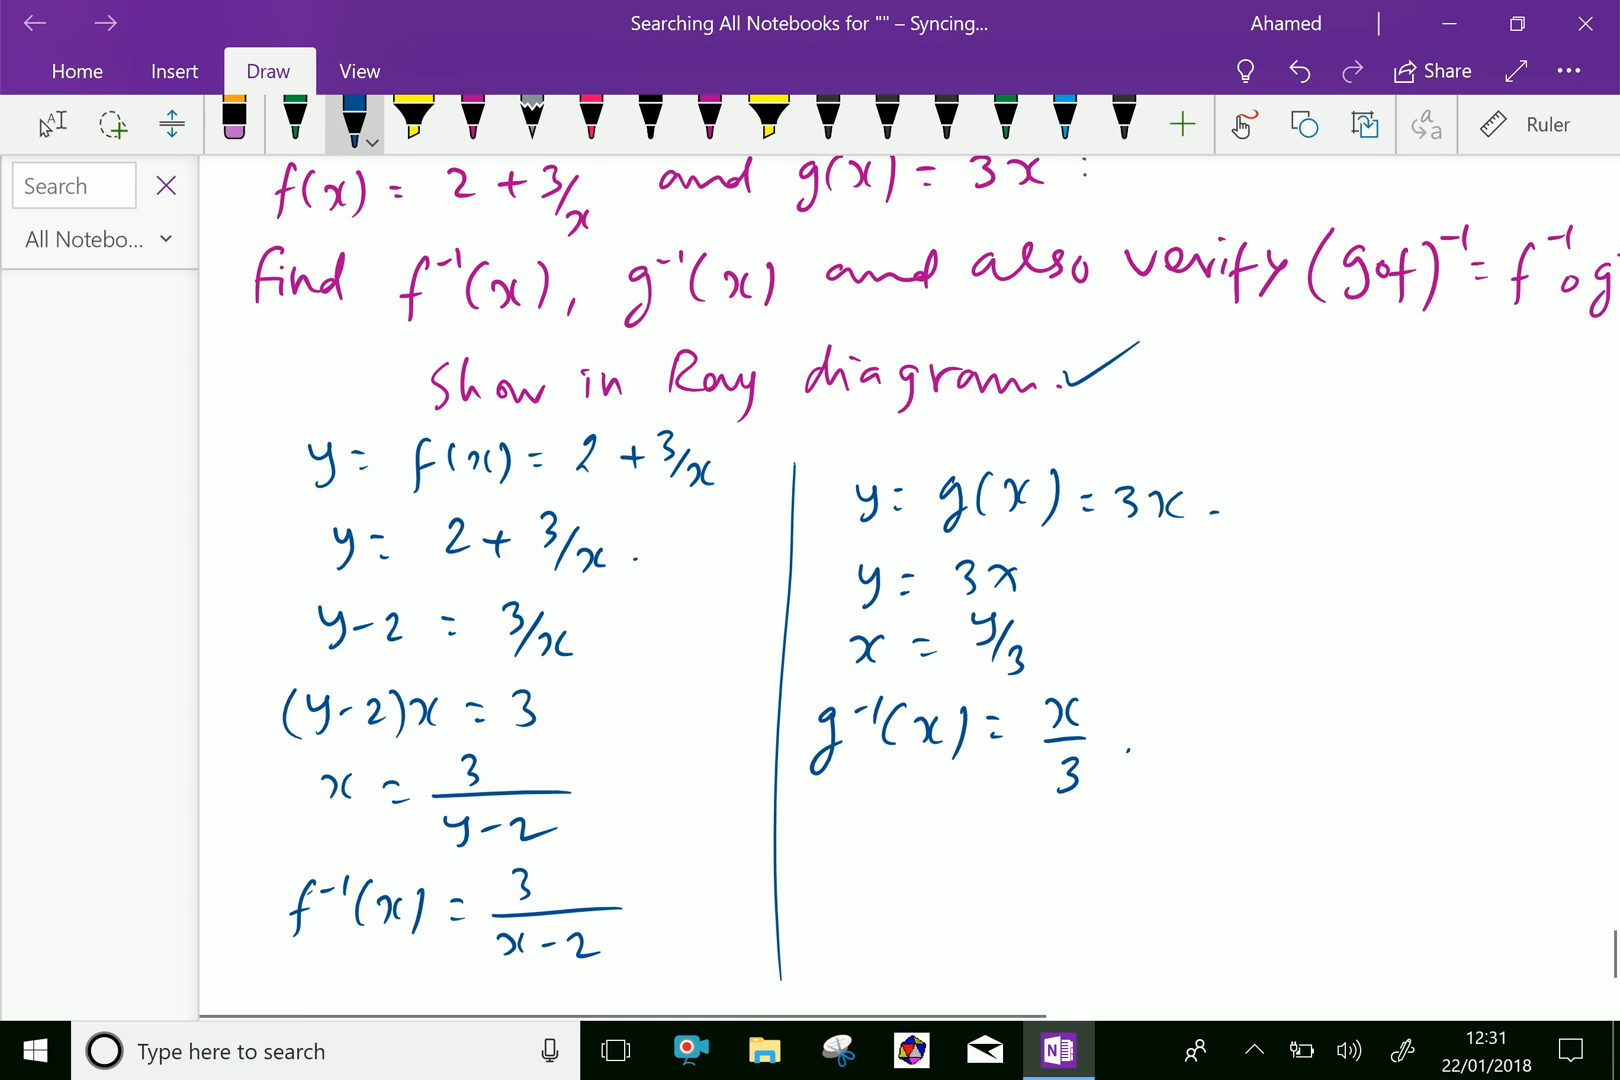 Searching All Notebooks for "" – Syncing...
Ahamed
Home Insert Draw View
Share
Ruler
Search
All Notebo...
f(x) = 2 + 3/x and g(x) = 3x :
find f⁻¹(x), g⁻¹(x) and also verify (gof)⁻¹ = f⁻¹o g
Show in Ray diagram.
y = f(x) = 2 + 3/x
y = 2 + 3/x .
y-2 = 3/x
(y-2)x = 3
x = 3/(y-2)
f⁻¹(x) = 3/(x-2)
y = g(x) = 3x .
y = 3x
x = y/3
g⁻¹(x) = x/3 .
Type here to search
12:31
22/01/2018